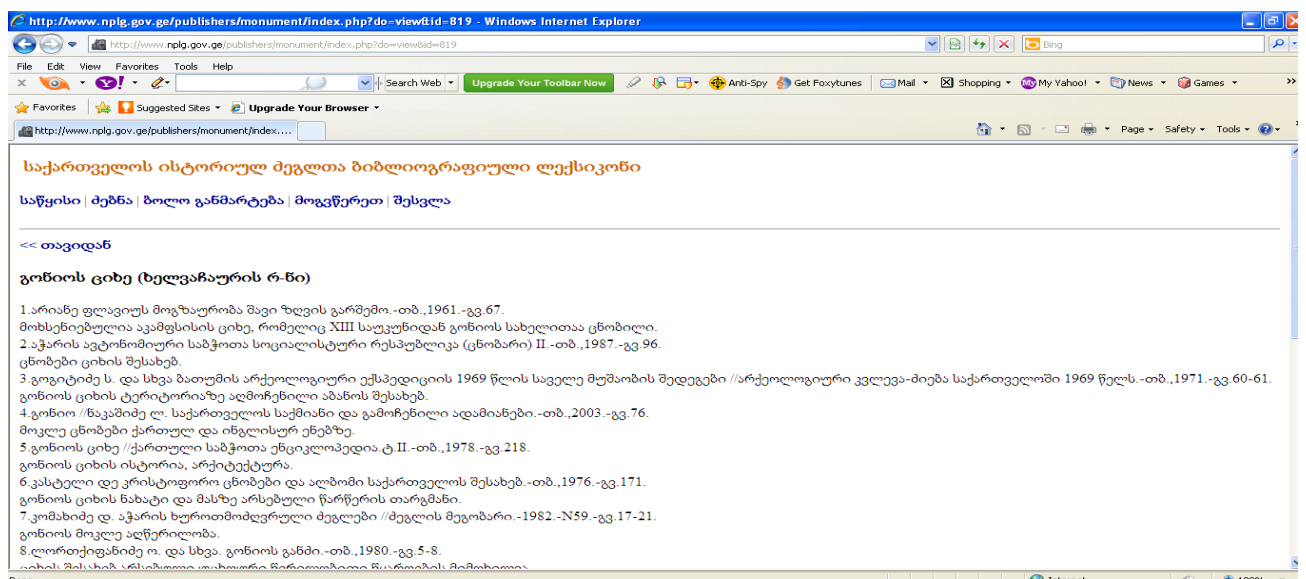 http://www.nplg.gov.ge/publishers/monument/index.php?do=view&id=819 - Windows Internet Explorer
http://www.nplg.gov.ge/publishers/monument/index.php?do=view&id=819
Bing
File Edit View Favorites Tools Help
Search Web Upgrade Your Toolbar Now Anti-Spy Get Foxytunes Mail Shopping My Yahoo! News Games
Favorites Suggested Sites Upgrade Your Browser
http://www.nplg.gov.ge/publishers/monument/index....
Page Safety Tools
საქართველოს ისტორიულ ძეგლთა ბიბლიოგრაფიული ლექსიკონი
საწყისი | ძებნა | ბოლო განმარტება | მოგვწერეთ | შესვლა
<< თავიდან
გონიოს ციხე (ხელვაჩაურის რ-ნი)
1.არიანე ფლავიუს მოგზაურობა შავი ზღვის გარშემო.-თბ.,1961.-გვ.67.
მოხსენიებულია აკამფსისის ციხე, რომელიც XIII საუკუნიდან გონიოს სახელითაა ცნობილი.
2.აჭარის ავტონომიური საბჭოთა სოციალისტური რესპუბლიკა (ცნობარი) II.-თბ.,1987.-გვ.96.
ცნობები ციხის შესახებ.
3.გოგიტიძე ს. და სხვა ბათუმის არქეოლოგიური ექსპედიციის 1969 წლის საველე მუშაობის შედეგები //არქეოლოგიური კვლევა-ძიება საქართველოში 1969 წელს.-თბ.,1971.-გვ.60-61.
გონიოს ციხის ტერიტორიაზე აღმოჩენილი აბანოს შესახებ.
4.გონიო //ნაკაშიძე ლ. საქართველოს საქმიანი და გამოჩენილი ადამიანები.-თბ.,2003.-გვ.76.
მოკლე ცნობები ქართულ და ინგლისურ ენებზე.
5.გონიოს ციხე //ქართული საბჭოთა ენციკლოპედია.ტ.II.-თბ.,1978.-გვ.218.
გონიოს ციხის ისტორია, არქიტექტურა.
6.კასტელი დე კრისტოფორო ცნობები და ალბომი საქართველოს შესახებ.-თბ.,1976.-გვ.171.
გონიოს ციხის ნახატი და მასზე არსებული წარწერის თარგმანი.
7.კომახიძე დ. აჭარის ხუროთმოძღვრული ძეგლები //ძეგლის მეგობარი.-1982.-N59.-გვ.17-21.
გონიოს მოკლე აღწერილობა.
8.ლორთქიფანიძე ო. და სხვა. გონიოს განძი.-თბ.,1980.-გვ.5-8.